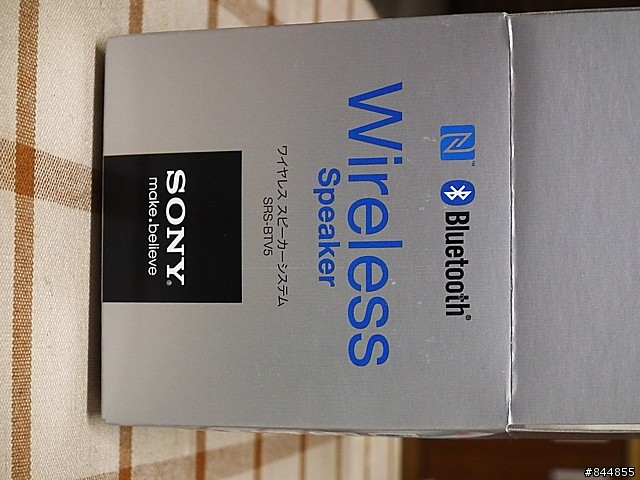 Bluetooth®
Wireless
Speaker
ワイヤレス スピーカーシステム
SRS-BTV5
SONY®
make.believe
#844855